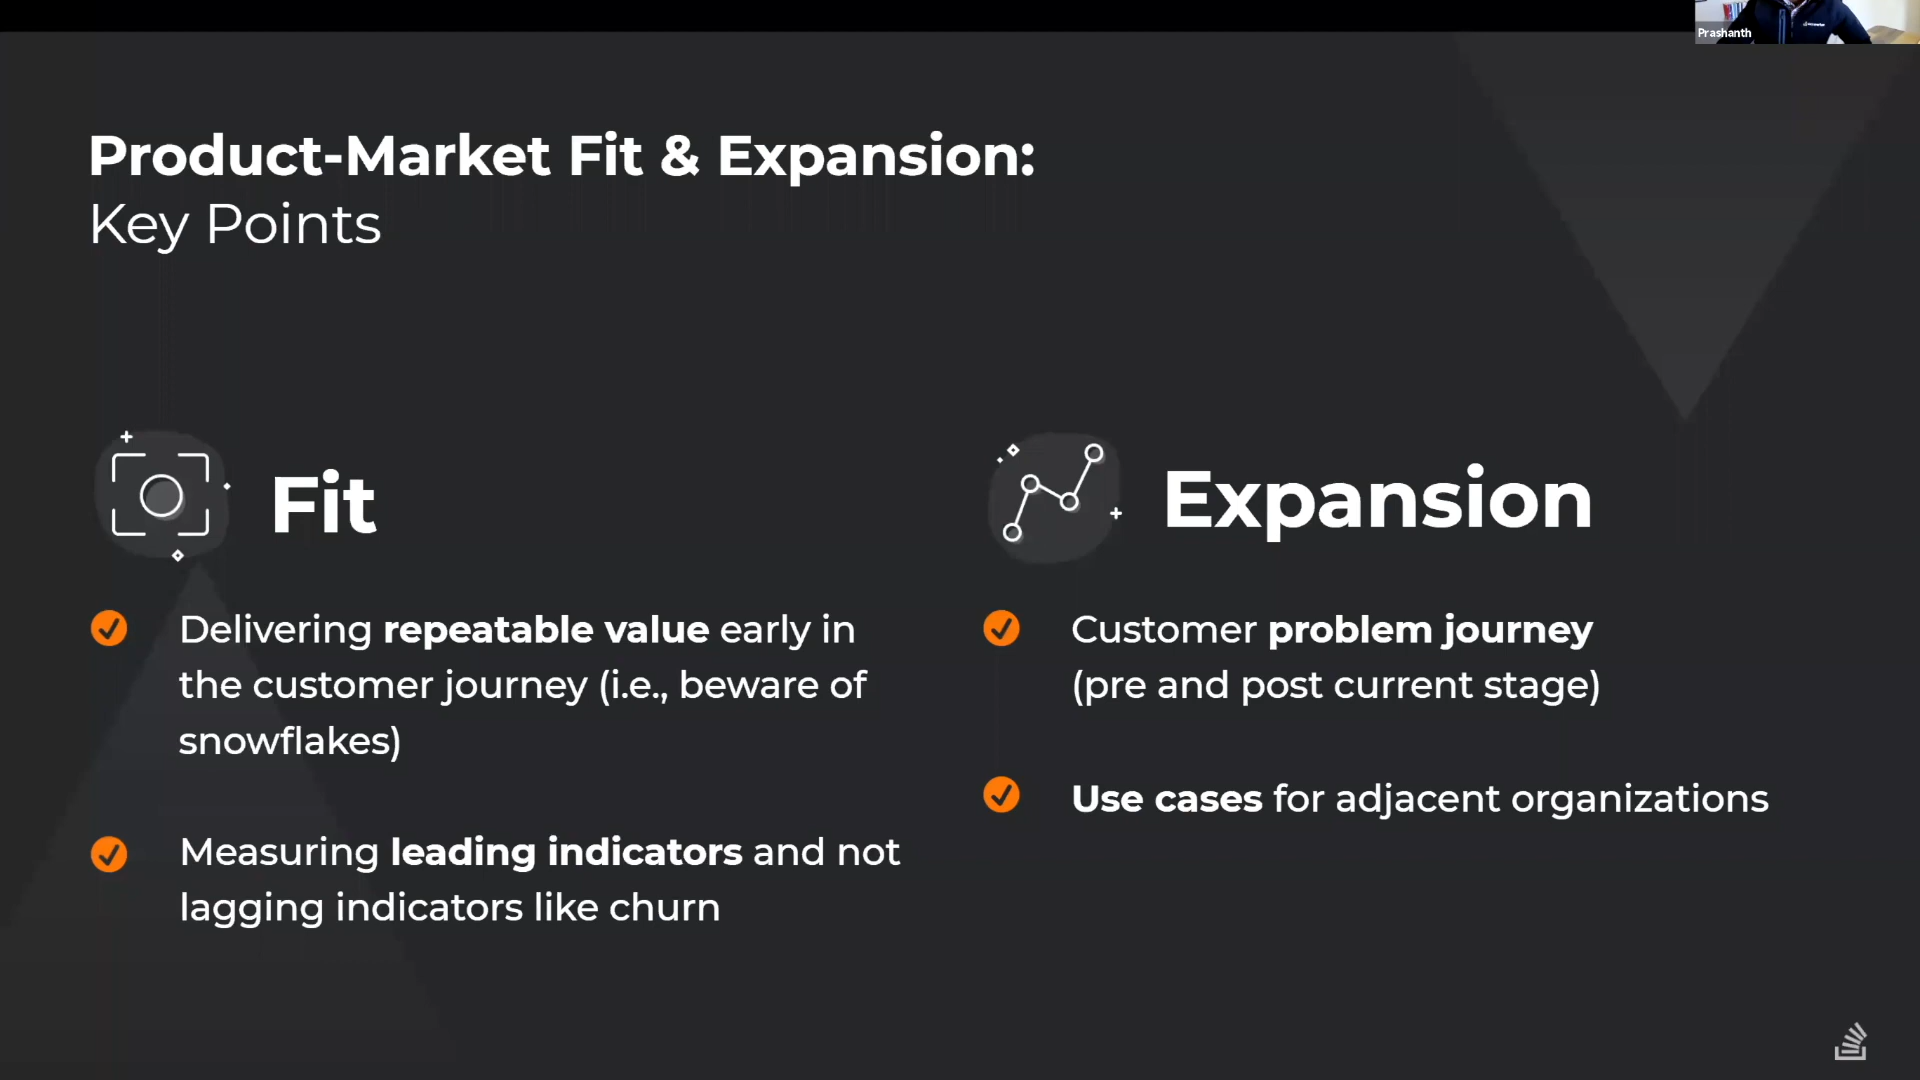 Prashanth
Product-Market Fit & Expansion:
Key Points
Fit
Delivering repeatable value early in
the customer journey (i.e., beware of
snowflakes)
Measuring leading indicators and not
lagging indicators like churn
Expansion
Customer problem journey
(pre and post current stage)
Use cases for adjacent organizations